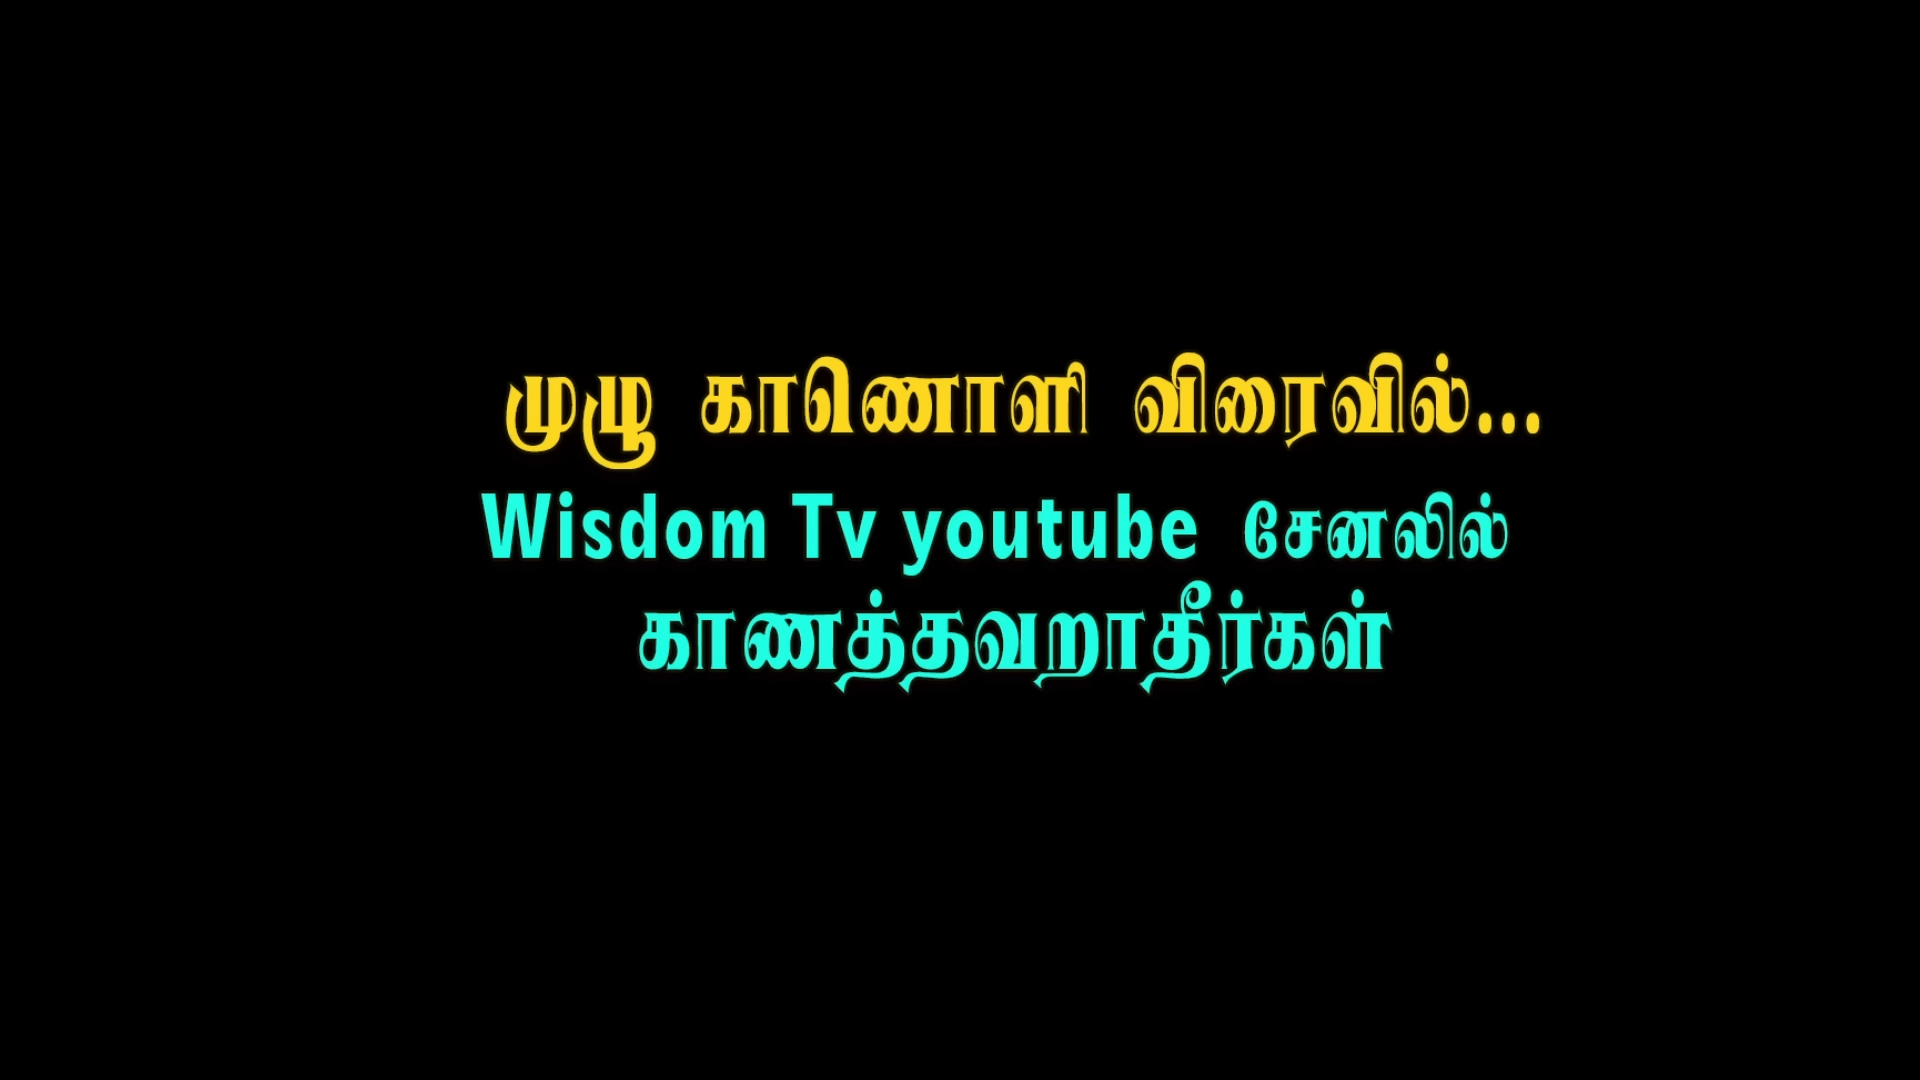 முழு காணொளி விரைவில்...
Wisdom Tv youtube சேனலில்
காணத்தவறாதீர்கள்